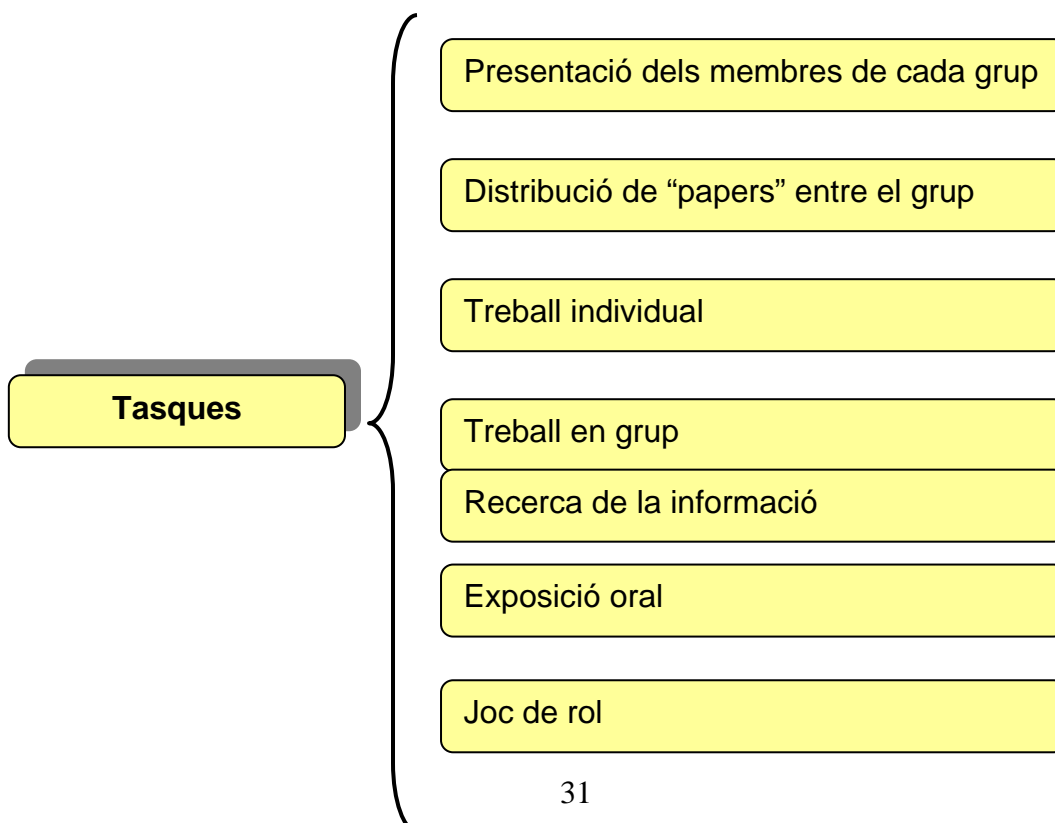 Presentació dels membres de cada grup
Distribució de “papers” entre el grup
Treball individual
Tasques
Treball en grup
Recerca de la informació
Exposició oral
Joc de rol
31